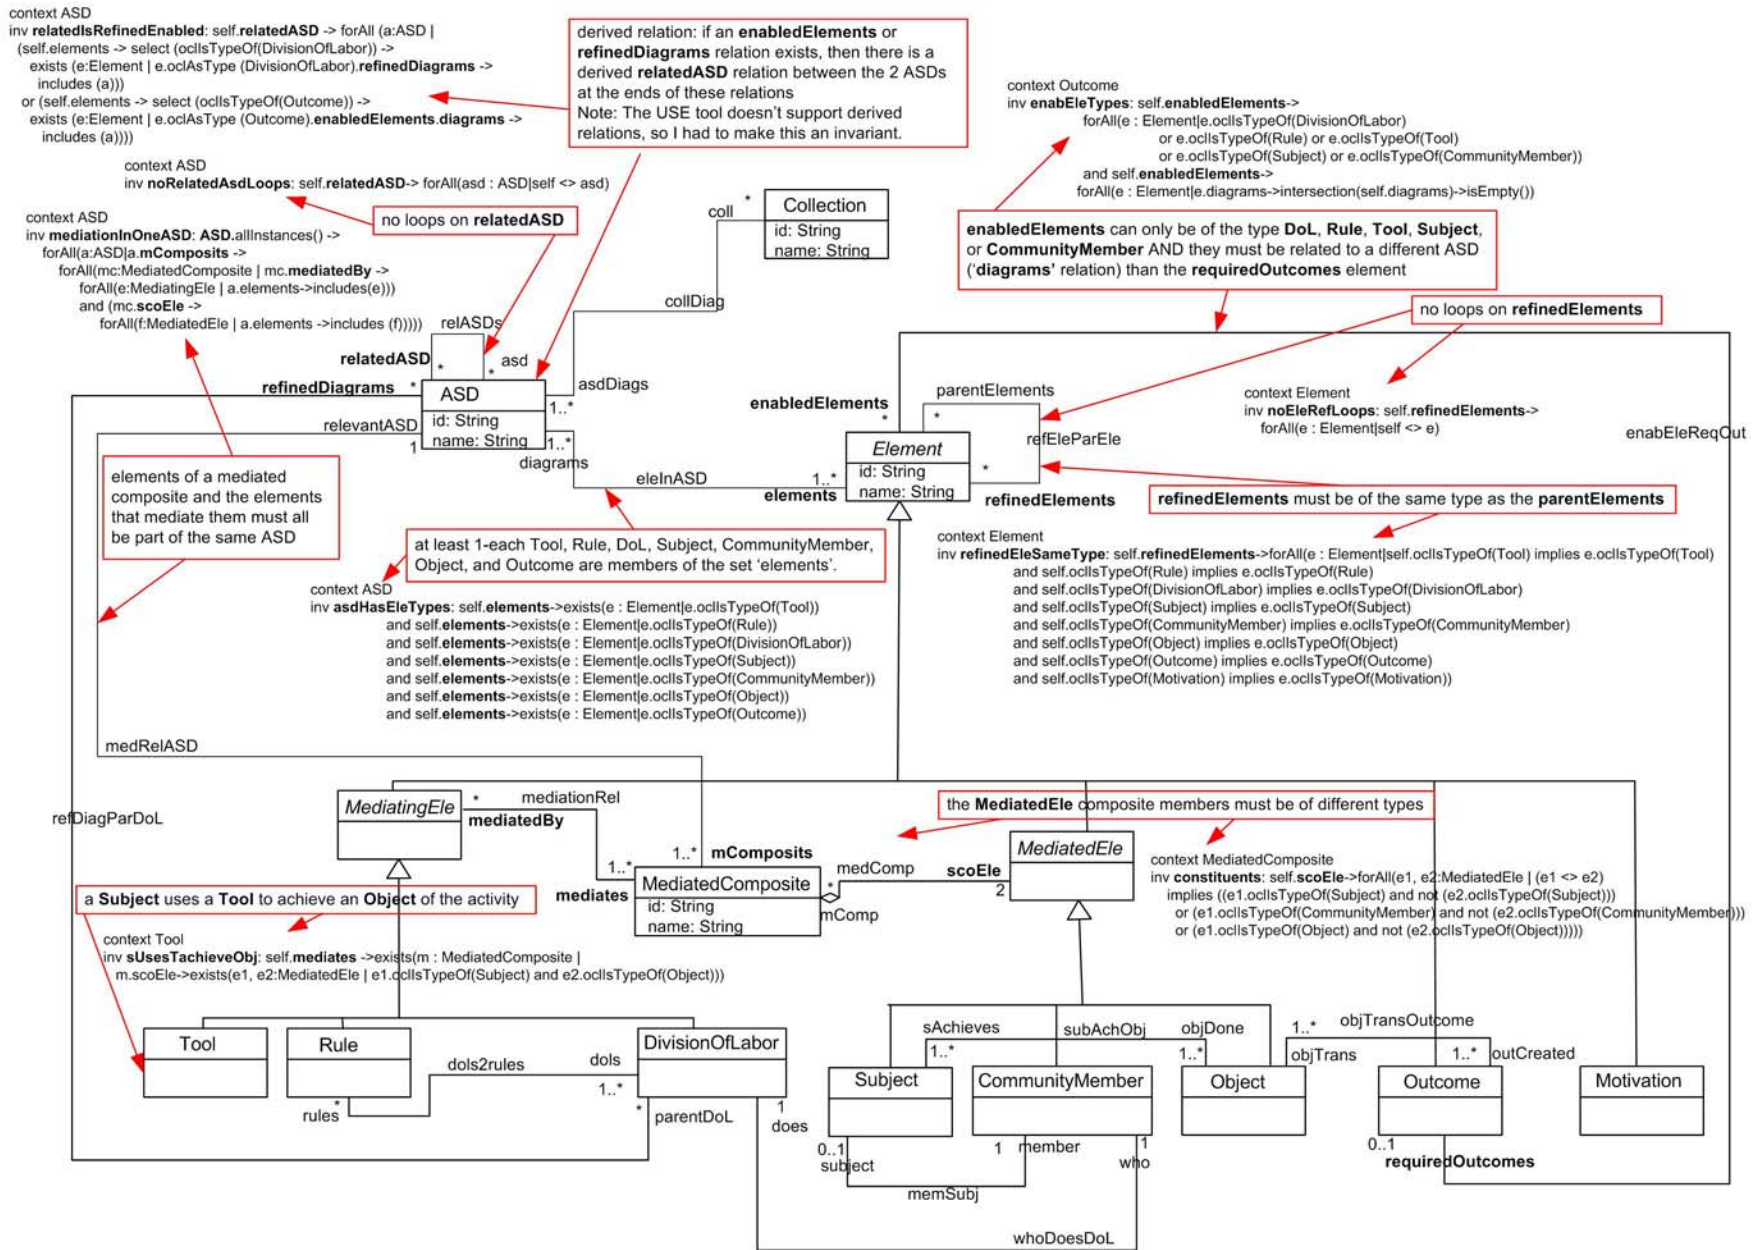 context ASD
inv relatedIsRefinedEnabled: self.relatedASD -> forAll (a:ASD |
(self.elements -> select (oclIsTypeOf(DivisionOfLabor)) ->
exists (e:Element | e.oclAsType (DivisionOfLabor).refinedDiagrams ->
includes (a)))
or (self.elements -> select (oclIsTypeOf(Outcome)) ->
exists (e:Element | e.oclAsType (Outcome).enabledElements.diagrams ->
includes (a))))
derived relation: if an enabledElements or
refinedDiagrams relation exists, then there is a
derived relatedASD relation between the 2 ASDs
at the ends of these relations
Note: The USE tool doesn't support derived
relations, so I had to make this an invariant.
context Outcome
inv enabEleTypes: self.enabledElements->
forAll(e : Element|e.oclIsTypeOf(DivisionOfLabor)
or e.oclIsTypeOf(Rule) or e.oclIsTypeOf(Tool)
or e.oclIsTypeOf(Subject) or e.oclIsTypeOf(CommunityMember))
and self.enabledElements->
forAll(e : Element|e.diagrams->intersection(self.diagrams)->isEmpty())
context ASD
inv noRelatedAsdLoops: self.relatedASD-> forAll(asd : ASD|self <> asd)
no loops on relatedASD
context ASD
inv mediationInOneASD: ASD.allInstances() ->
forAll(a:ASD|a.mComposits ->
forAll(mc:MediatedComposite | mc.mediatedBy ->
forAll(e:MediatingEle | a.elements->includes(e)))
and (mc.scoEle ->
forAll(f:MediatedEle | a.elements ->includes (f)))))
coll
*
Collection
id: String
name: String
collDiag
enabledElements can only be of the type DoL, Rule, Tool, Subject,
or CommunityMember AND they must be related to a different ASD
('diagrams' relation) than the requiredOutcomes element
no loops on refinedElements
relASDs
relatedASD
*
*
asd
refinedDiagrams
*
ASD
id: String
name: String
asdDiags
1..*
relevantASD
1
1..*
diagrams
eleInASD
1..*
elements
enabledElements
*
parentElements
*
Element
id: String
name: String
refEleParEle
*
refinedElements
context Element
inv noEleRefLoops: self.refinedElements->
forAll(e : Element|self <> e)
enabEleReqOut
elements of a mediated
composite and the elements
that mediate them must all
be part of the same ASD
refinedElements must be of the same type as the parentElements
at least 1-each Tool, Rule, DoL, Subject, CommunityMember,
Object, and Outcome are members of the set 'elements'.
context ASD
inv asdHasEleTypes: self.elements->exists(e : Element|e.oclIsTypeOf(Tool))
and self.elements->exists(e : Element|e.oclIsTypeOf(Rule))
and self.elements->exists(e : Element|e.oclIsTypeOf(DivisionOfLabor))
and self.elements->exists(e : Element|e.oclIsTypeOf(Subject))
and self.elements->exists(e : Element|e.oclIsTypeOf(CommunityMember))
and self.elements->exists(e : Element|e.oclIsTypeOf(Object))
and self.elements->exists(e : Element|e.oclIsTypeOf(Outcome))
context Element
inv refinedEleSameType: self.refinedElements->forAll(e : Element|self.oclIsTypeOf(Tool) implies e.oclIsTypeOf(Tool)
and self.oclIsTypeOf(Rule) implies e.oclIsTypeOf(Rule)
and self.oclIsTypeOf(DivisionOfLabor) implies e.oclIsTypeOf(DivisionOfLabor)
and self.oclIsTypeOf(Subject) implies e.oclIsTypeOf(Subject)
and self.oclIsTypeOf(CommunityMember) implies e.oclIsTypeOf(CommunityMember)
and self.oclIsTypeOf(Object) implies e.oclIsTypeOf(Object)
and self.oclIsTypeOf(Outcome) implies e.oclIsTypeOf(Outcome)
and self.oclIsTypeOf(Motivation) implies e.oclIsTypeOf(Motivation))
medRelASD
refDiagParDoL
MediatingEle
*
mediationRel
mediatedBy
1..*
mediates
1..*
mComposits
MediatedComposite
id: String
name: String
*
mComp
medComp
scoEle
2
MediatedEle
the MediatedEle composite members must be of different types
context MediatedComposite
inv constituents: self.scoEle->forAll(e1, e2:MediatedEle | (e1 <> e2)
implies ((e1.oclIsTypeOf(Subject) and not (e2.oclIsTypeOf(Subject)))
or (e1.oclIsTypeOf(CommunityMember) and not (e2.oclIsTypeOf(CommunityMember)))
or (e1.oclIsTypeOf(Object) and not (e2.oclIsTypeOf(Object)))))
a Subject uses a Tool to achieve an Object of the activity
context Tool
inv sUsesTachieveObj: self.mediates ->exists(m : MediatedComposite |
m.scoEle->exists(e1, e2:MediatedEle | e1.oclIsTypeOf(Subject) and e2.oclIsTypeOf(Object)))
Tool
Rule
DivisionOfLabor
dols2rules
dols
1..*
*
rules
*
parentDoL
1
does
sAchieves
subAchObj
objDone
1..*
1..*
Subject
CommunityMember
Object
1..*
objTransOutcome
objTrans
1..*
outCreated
Outcome
Motivation
0..1
subject
1
member
1
who
memSubj
0..1
requiredOutcomes
whoDoesDoL